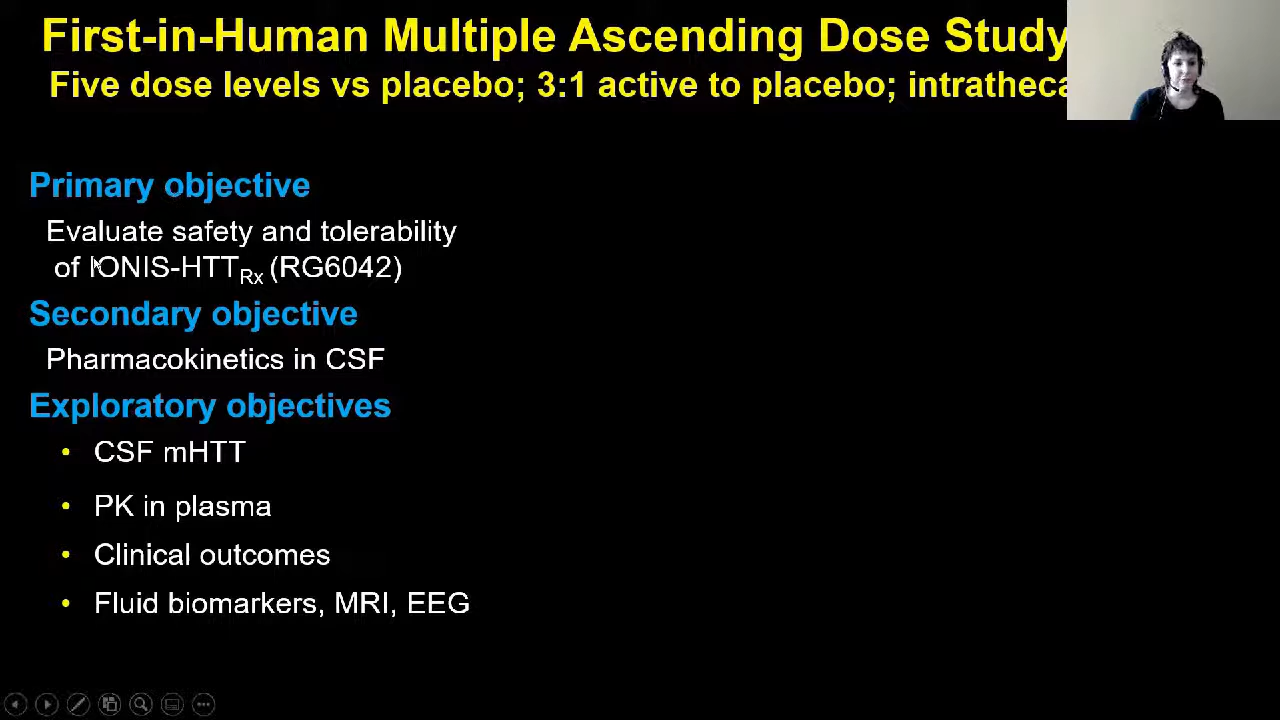 First-in-Human Multiple Ascending Dose Study
Five dose levels vs placebo; 3:1 active to placebo;
Primary objective
Evaluate safety and tolerability
of IONIS-HTTRx (RG6042)
Secondary objective
Pharmacokinetics in CSF
Exploratory objectives
• CSF mHTT
• PK in plasma
• Clinical outcomes
• Fluid biomarkers, MRI, EEG